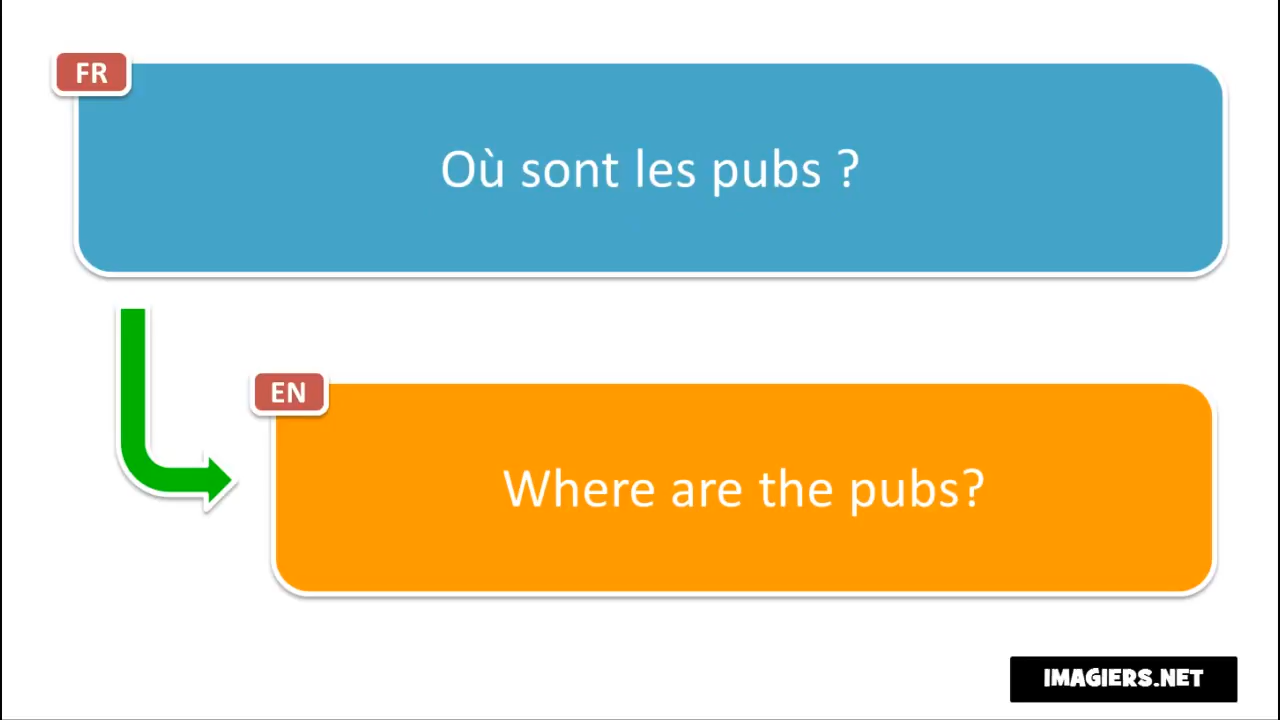 FR
Où sont les pubs ?
EN
Where are the pubs?
IMAGIERS.NET